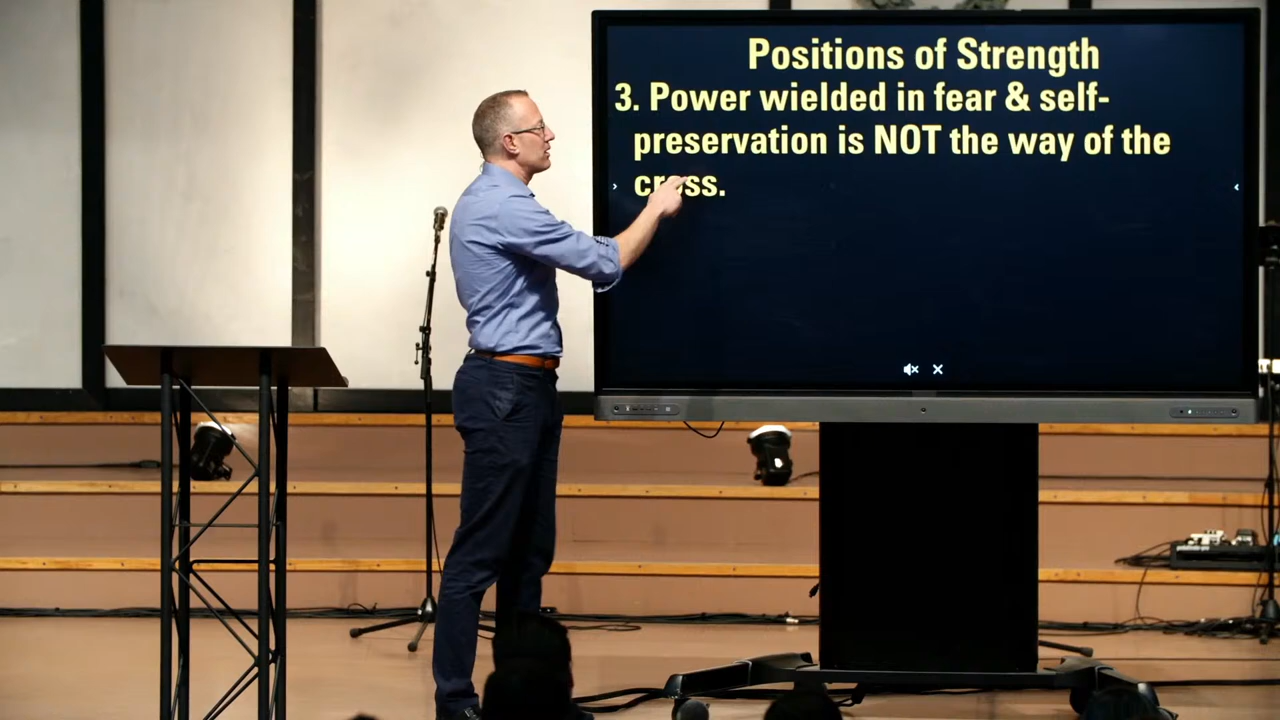 Positions of Strength
3. Power wielded in fear & self-
preservation is NOT the way of the
cross.